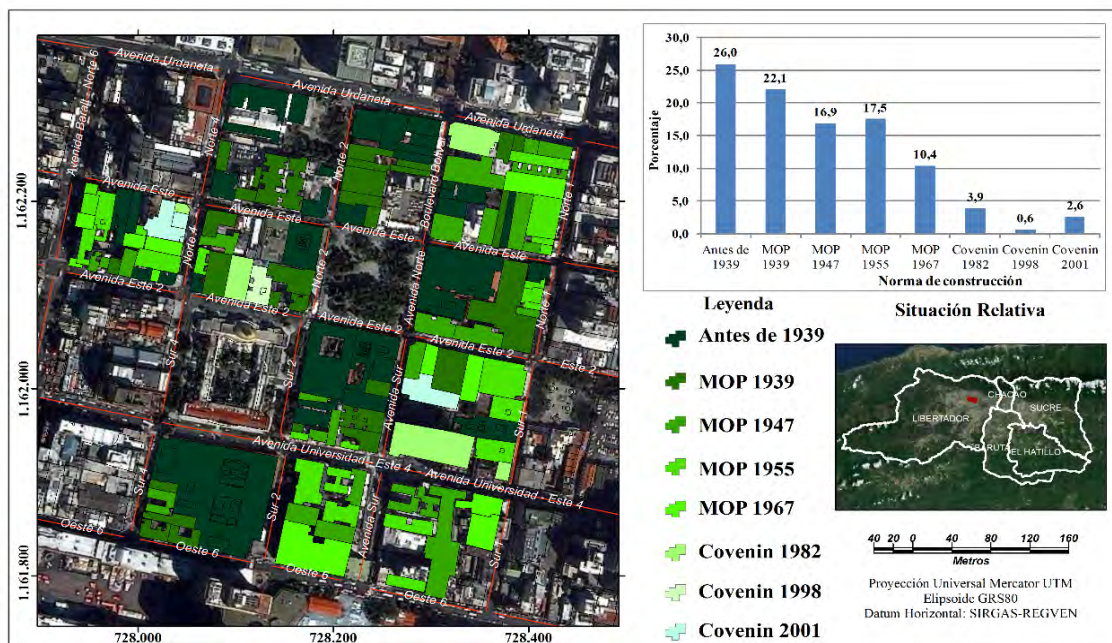 Avenida Baralt - Norte 6
Avenida Urdaneta
Avenida Urdaneta
Avenida Urdaneta
Norte 4
Norte 2
Boulevard Bolívar
Norte 1
Avenida Este
Avenida Este
Avenida Este
Avenida Este
Norte 4
Norte 2
Avenida Norte
Norte 1
Avenida Este 2
Avenida Este 2
Avenida Este 2
Avenida Este 2
Este 2
Sur 4
Sur 2
Avenida Sur
Sur 1
Avenida Universidad - Este 4
Avenida Universidad - Este 4
Sur 4
Sur 2
Avenida Sur
Sur 1
Oeste 6
Oeste 6
Oeste 6
Oeste 6
1.162.200
1.162.000
1.161.800
728.000
728.200
728.400
Porcentaje
30,0
25,0
20,0
15,0
10,0
5,0
0,0
26,0
22,1
16,9
17,5
10,4
3,9
0,6
2,6
Antes de 1939
MOP 1939
MOP 1947
MOP 1955
MOP 1967
Covenin 1982
Covenin 1998
Covenin 2001
Norma de construcción
Leyenda
Antes de 1939
MOP 1939
MOP 1947
MOP 1955
MOP 1967
Covenin 1982
Covenin 1998
Covenin 2001
Situación Relativa
LIBERTADOR
CHACAO
SUCRE
BARUTA
EL HATILLO
40 20 0 40 80 120 160
Metros
Proyección Universal Mercator UTM
Elipsoide GRS80
Datum Horizontal: SIRGAS-REGVEN